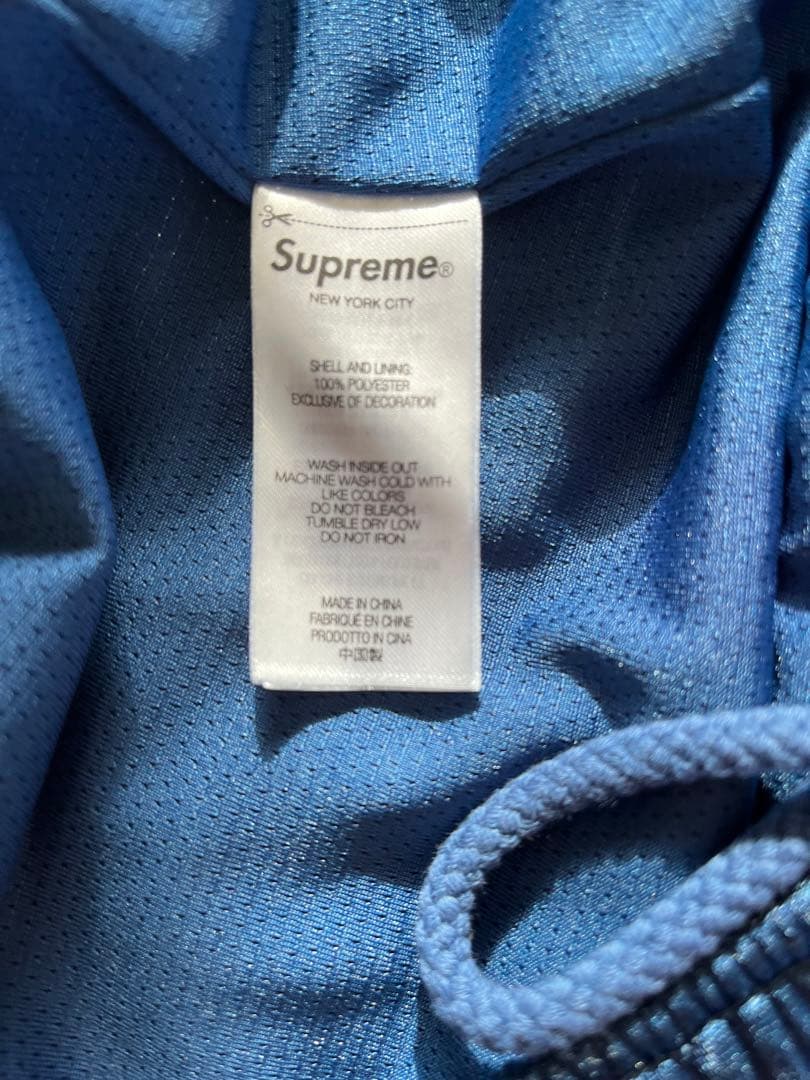 Supreme®
NEW YORK CITY
SHELL AND LINING:
100% POLYESTER
EXCLUSIVE OF DECORATION
WASH INSIDE OUT
MACHINE WASH COLD WITH
LIKE COLORS
DO NOT BLEACH
TUMBLE DRY LOW
DO NOT IRON
MADE IN CHINA
FABRIQUÉ EN CHINE
PRODOTTO IN CINA
中国製